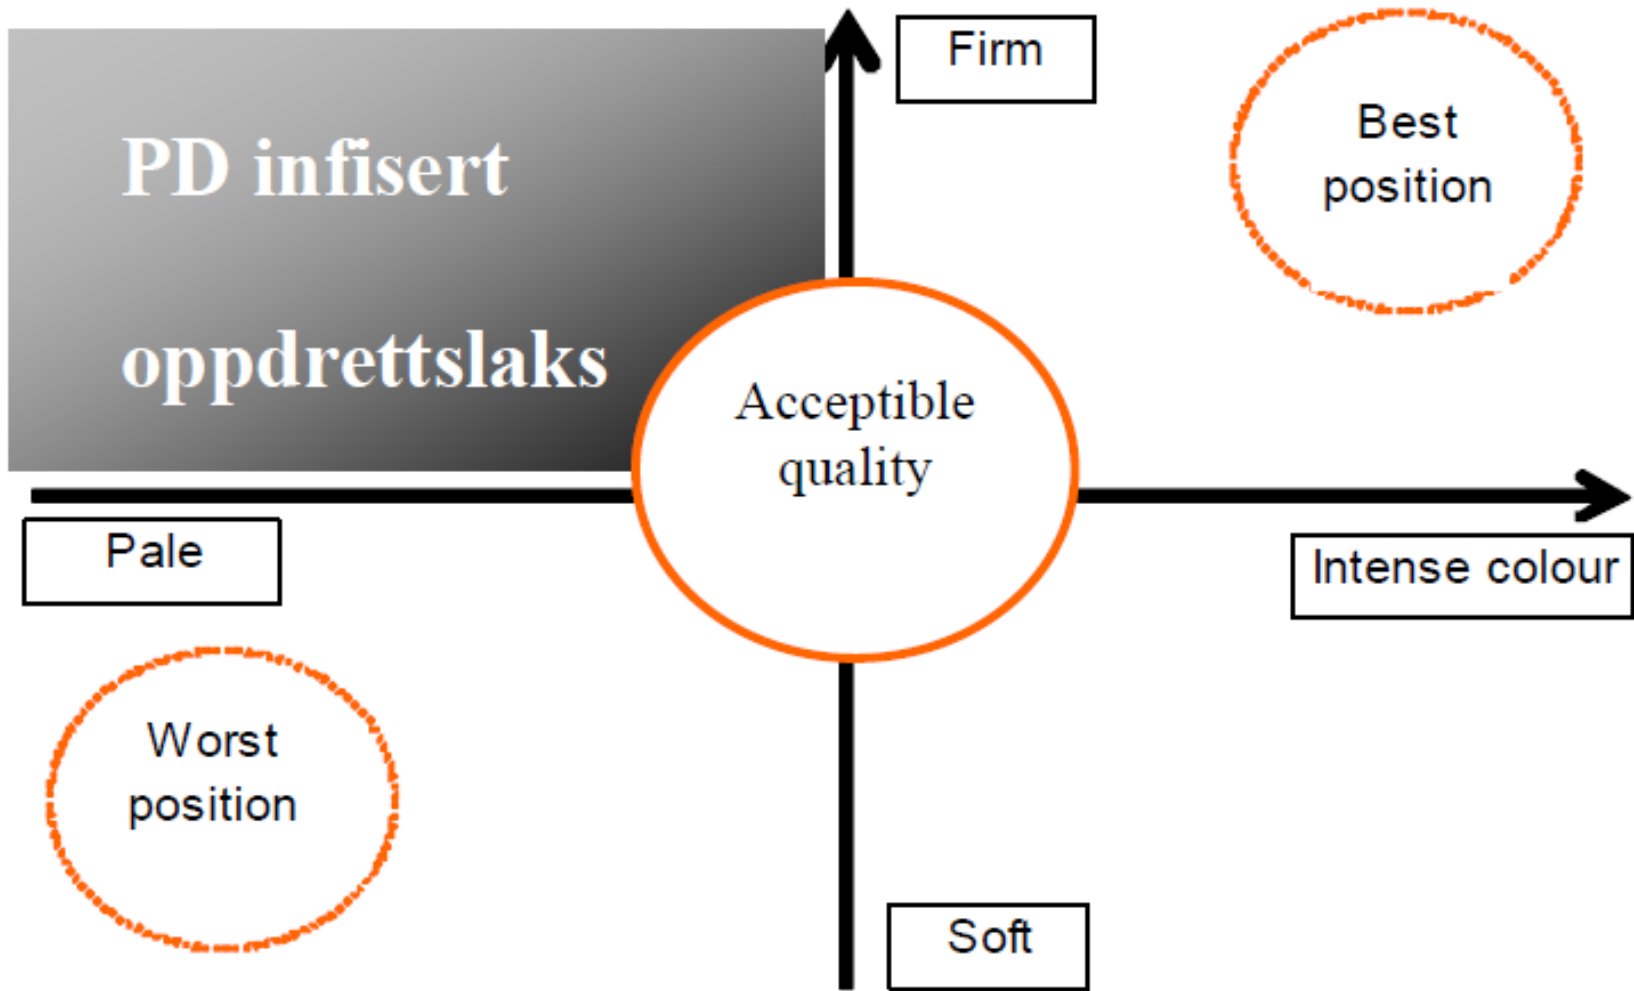 Firm
Best
position
PD infisert
oppdrettslaks
Acceptible
quality
Pale
Intense colour
Worst
position
Soft